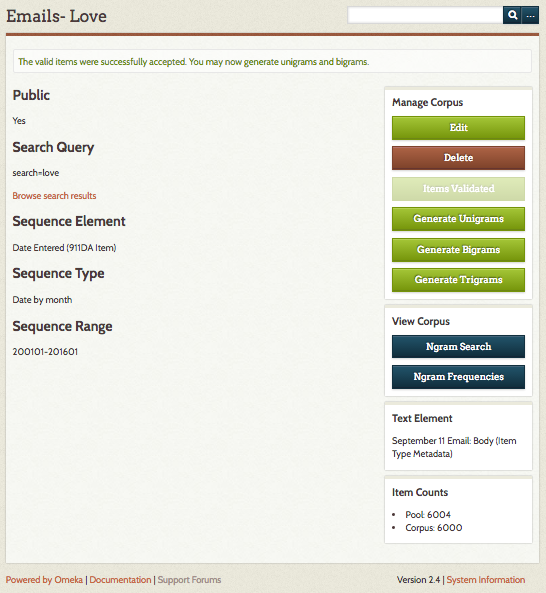 Emails- Love
...
The valid items were successfully accepted. You may now generate unigrams and bigrams.
Public
Yes
Search Query
search=love
Browse search results
Sequence Element
Date Entered (911DA Item)
Sequence Type
Date by month
Sequence Range
200101-201601
Manage Corpus
Edit
Delete
Items Validated
Generate Unigrams
Generate Bigrams
Generate Trigrams
View Corpus
Ngram Search
Ngram Frequencies
Text Element
September 11 Email: Body (Item
Type Metadata)
Item Counts
• Pool: 6004
• Corpus: 6000
Powered by Omeka | Documentation | Support Forums
Version 2.4 | System Information